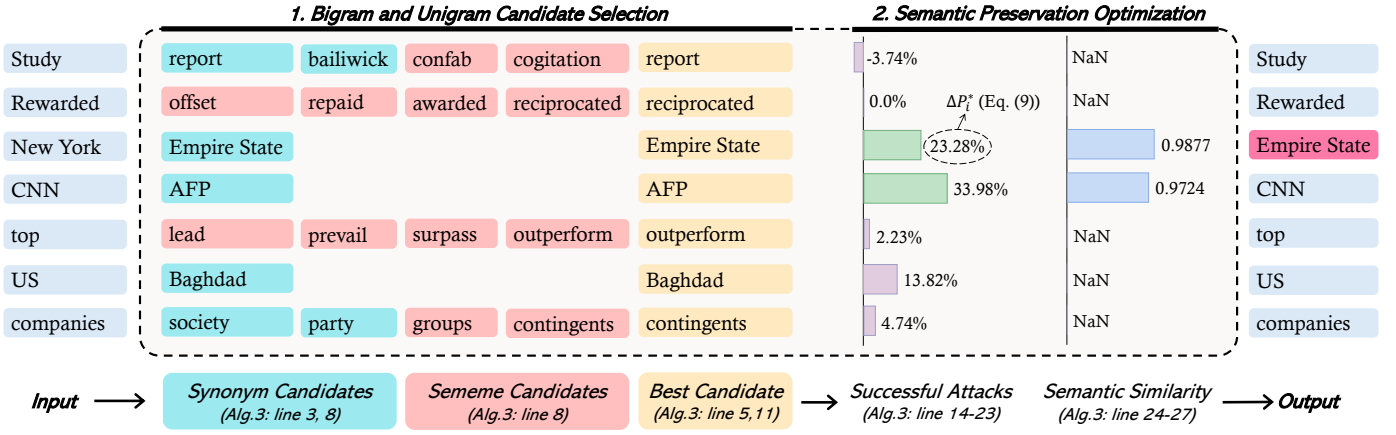 1. Bigram and Unigram Candidate Selection 2. Semantic Preservation Optimization
Study report bailiwick confab cogitation report -3.74% NaN Study
Rewarded offset repaid awarded reciprocated reciprocated 0.0% ΔP_i^* (Eq. (9)) NaN Rewarded
New York Empire State Empire State 23.28% 0.9877 Empire State
CNN AFP AFP 33.98% 0.9724 CNN
top lead prevail surpass outperform outperform 2.23% NaN top
US Baghdad Baghdad 13.82% NaN US
companies society party groups contingents contingents 4.74% NaN companies
Input Synonym Candidates Sememe Candidates Best Candidate Successful Attacks Semantic Similarity Output
(Alg.3: line 3, 8) (Alg.3: line 8) (Alg.3: line 5,11) (Alg.3: line 14-23) (Alg.3: line 24-27)